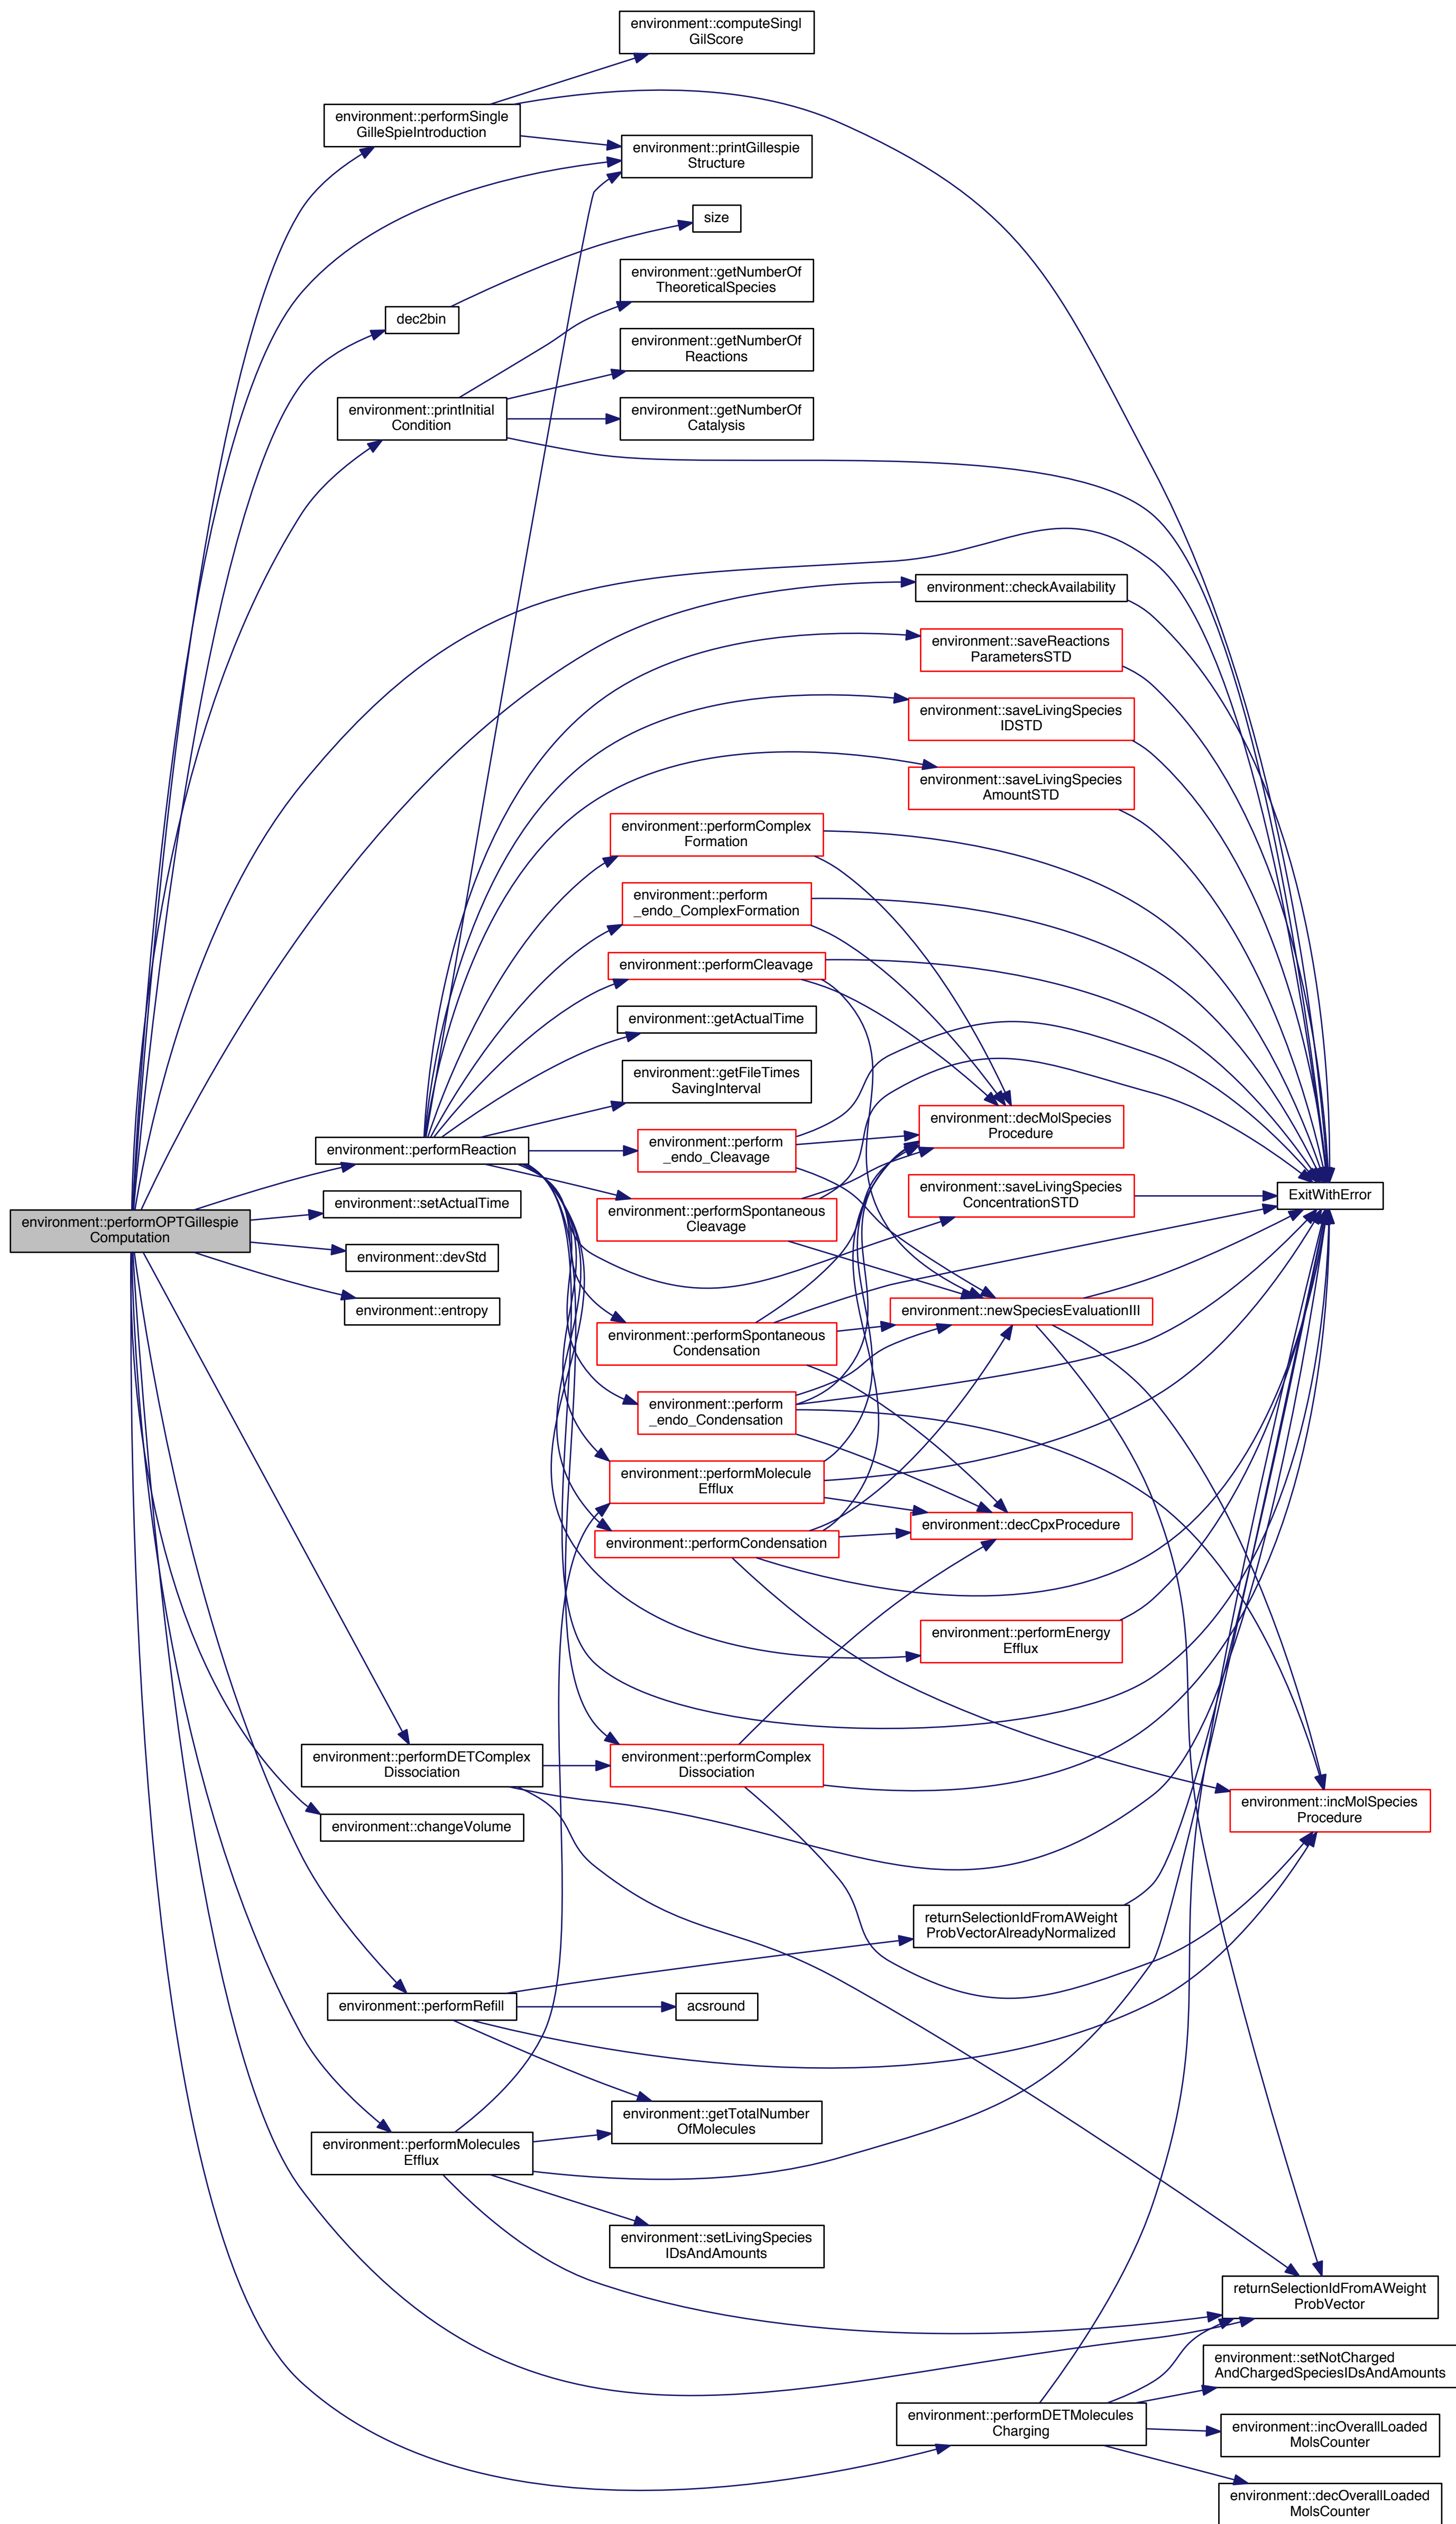 environment::computeSingl
GilScore
environment::performSingle
GilleSpieIntroduction
environment::printGillespie
Structure
size
environment::getNumberOf
TheoreticalSpecies
dec2bin
environment::getNumberOf
Reactions
environment::printInitial
Condition
environment::getNumberOf
Catalysis
environment::checkAvailability
environment::saveReactions
ParametersSTD
environment::saveLivingSpecies
IDSTD
environment::saveLivingSpecies
AmountSTD
environment::performComplex
Formation
environment::perform
_endo_ComplexFormation
environment::performCleavage
environment::getActualTime
environment::getFileTimes
SavingInterval
environment::decMolSpecies
Procedure
environment::performReaction
environment::perform
_endo_Cleavage
environment::saveLivingSpecies
ConcentrationSTD
ExitWithError
environment::setActualTime
environment::performSpontaneous
Cleavage
environment::performOPTGillespie
Computation
environment::devStd
environment::entropy
environment::newSpeciesEvaluationIII
environment::performSpontaneous
Condensation
environment::perform
_endo_Condensation
environment::performMolecule
Efflux
environment::decCpxProcedure
environment::performCondensation
environment::performEnergy
Efflux
environment::performDETComplex
Dissociation
environment::performComplex
Dissociation
environment::incMolSpecies
Procedure
environment::changeVolume
returnSelectionIdFromAWeight
ProbVectorAlreadyNormalized
environment::performRefill
acsround
environment::getTotalNumber
OfMolecules
environment::performMolecules
Efflux
environment::setLivingSpecies
IDsAndAmounts
returnSelectionIdFromAWeight
ProbVector
environment::setNotCharged
AndChargedSpeciesIDsAndAmounts
environment::performDETMolecules
Charging
environment::incOverallLoaded
MolsCounter
environment::decOverallLoaded
MolsCounter